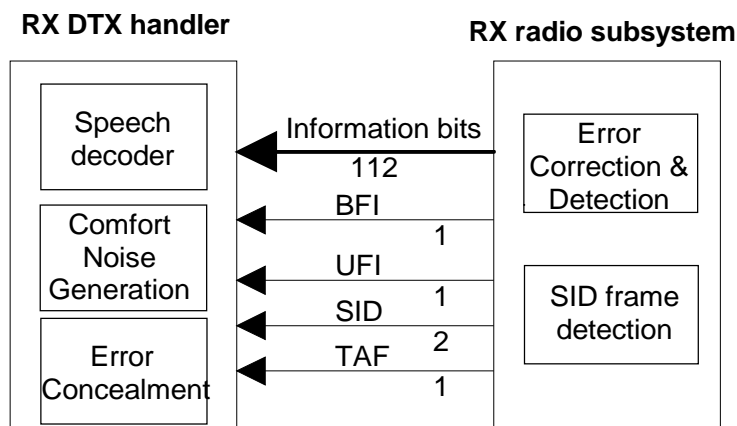 RX DTX handler
RX radio subsystem
Speech
decoder
Information bits
112
Error
Correction &
Detection
BFI
1
Comfort
Noise
Generation
UFI
1
SID
2
SID frame
detection
TAF
1
Error
Concealment